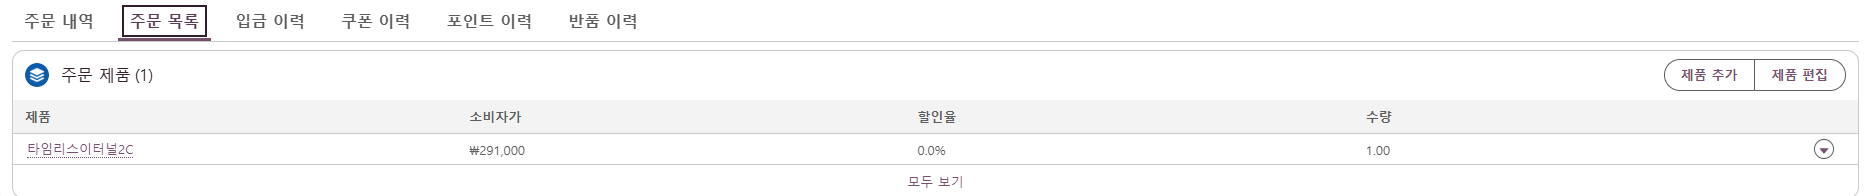 주문 내역 주문 목록 입금 이력 쿠폰 이력 포인트 이력 반품 이력
주문 제품 (1) 제품 추가 제품 편집
제품 소비자가 할인율 수량
타임리스이터널2C ₩291,000 0.0% 1.00
모두 보기